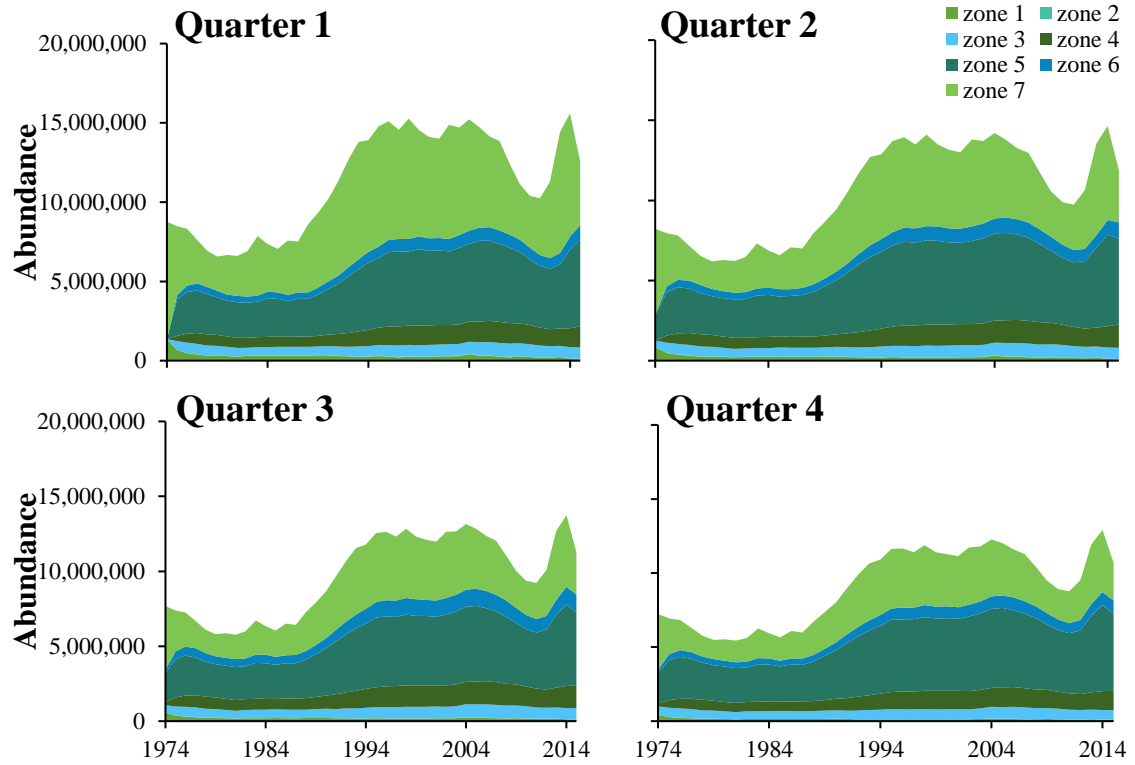 Quarter 1
Quarter 2
zone 1
zone 2
zone 3
zone 4
zone 5
zone 6
zone 7
Abundance
20,000,000
15,000,000
10,000,000
5,000,000
0
Quarter 3
Quarter 4
Abundance
20,000,000
15,000,000
10,000,000
5,000,000
0
1974
1984
1994
2004
2014
1974
1984
1994
2004
2014